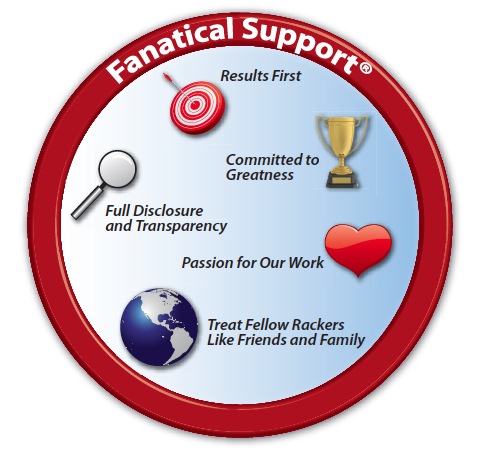 Fanatical Support®
Results First
Committed to
Greatness
Full Disclosure
and Transparency
Passion for Our Work
Treat Fellow Rackers
Like Friends and Family